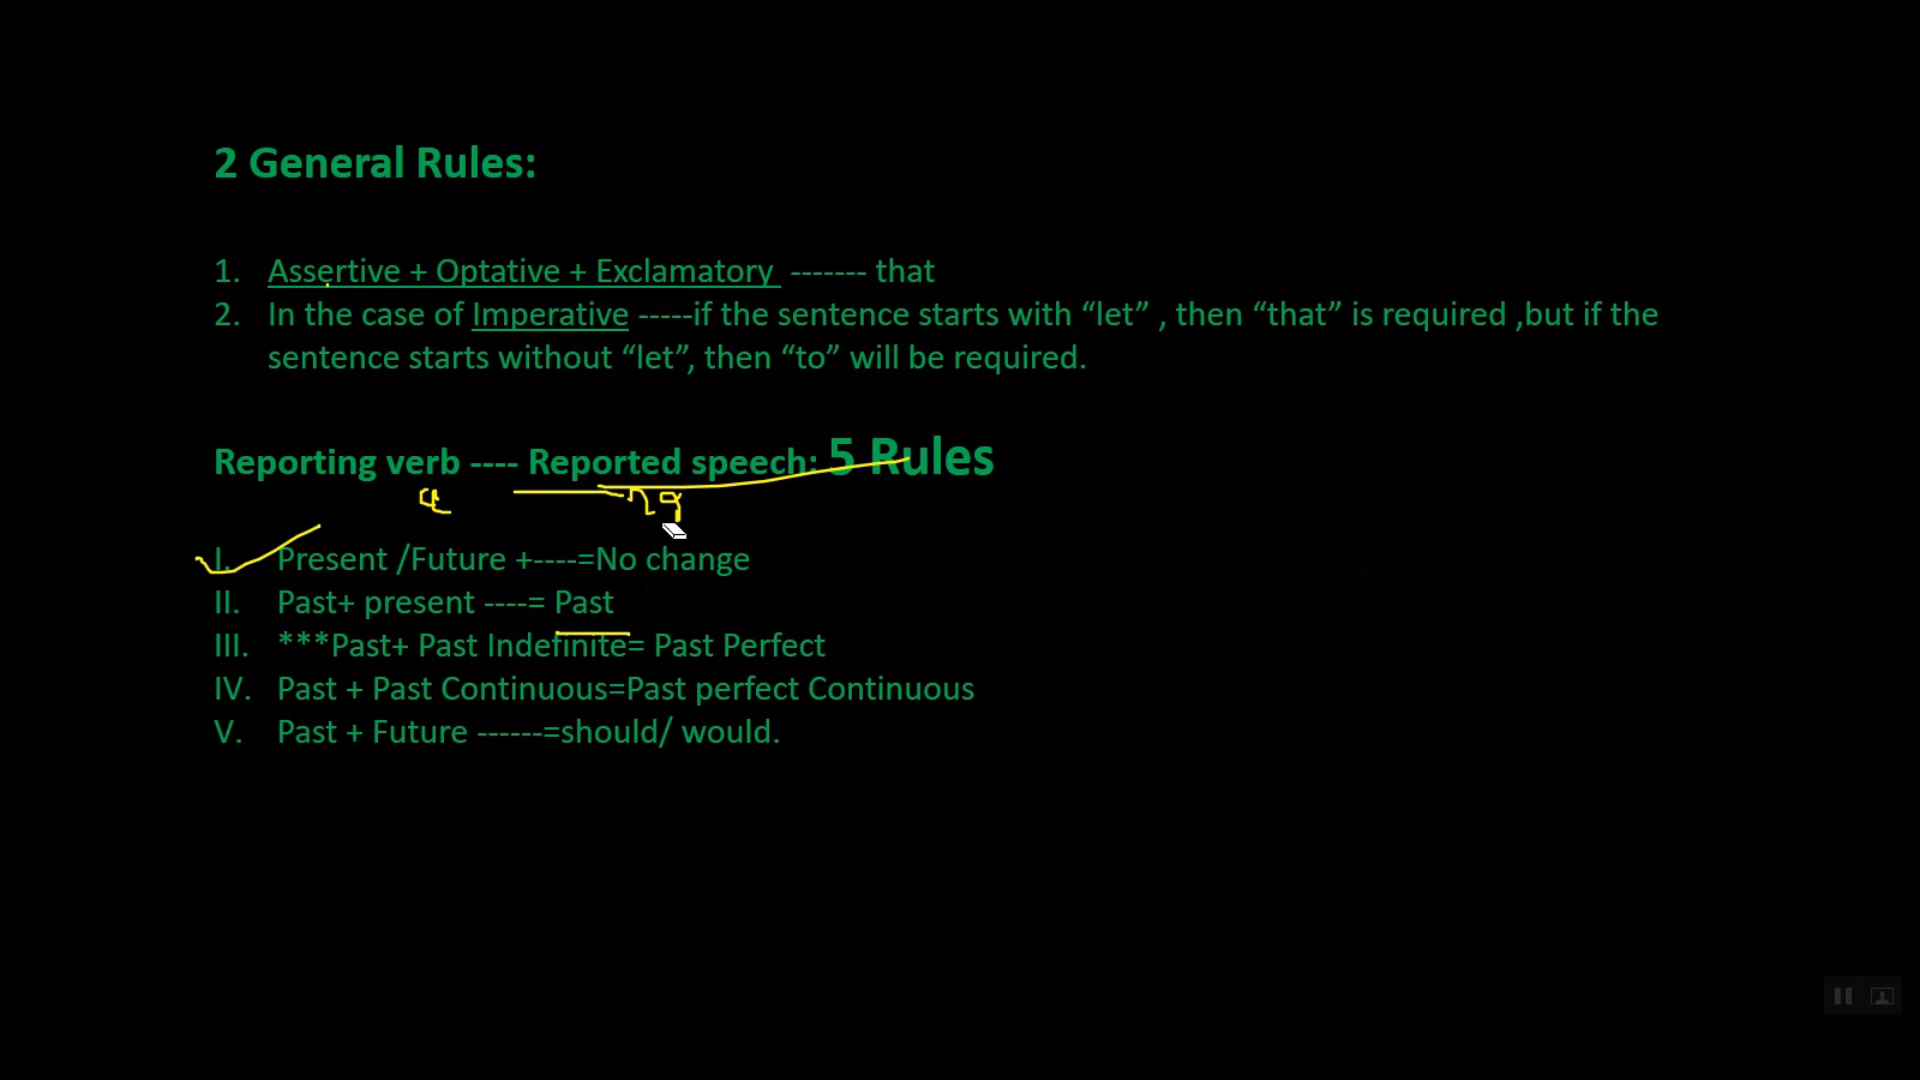 2 General Rules:
1. Assertive + Optative + Exclamatory ------- that
2. In the case of Imperative -----if the sentence starts with “let” , then “that” is required ,but if the
sentence starts without “let”, then “to” will be required.
Reporting verb ---- Reported speech: 5 Rules
I. Present /Future +----=No change
II. Past+ present ----= Past
III. ***Past+ Past Indefinite= Past Perfect
IV. Past + Past Continuous=Past perfect Continuous
V. Past + Future ------=should/ would.